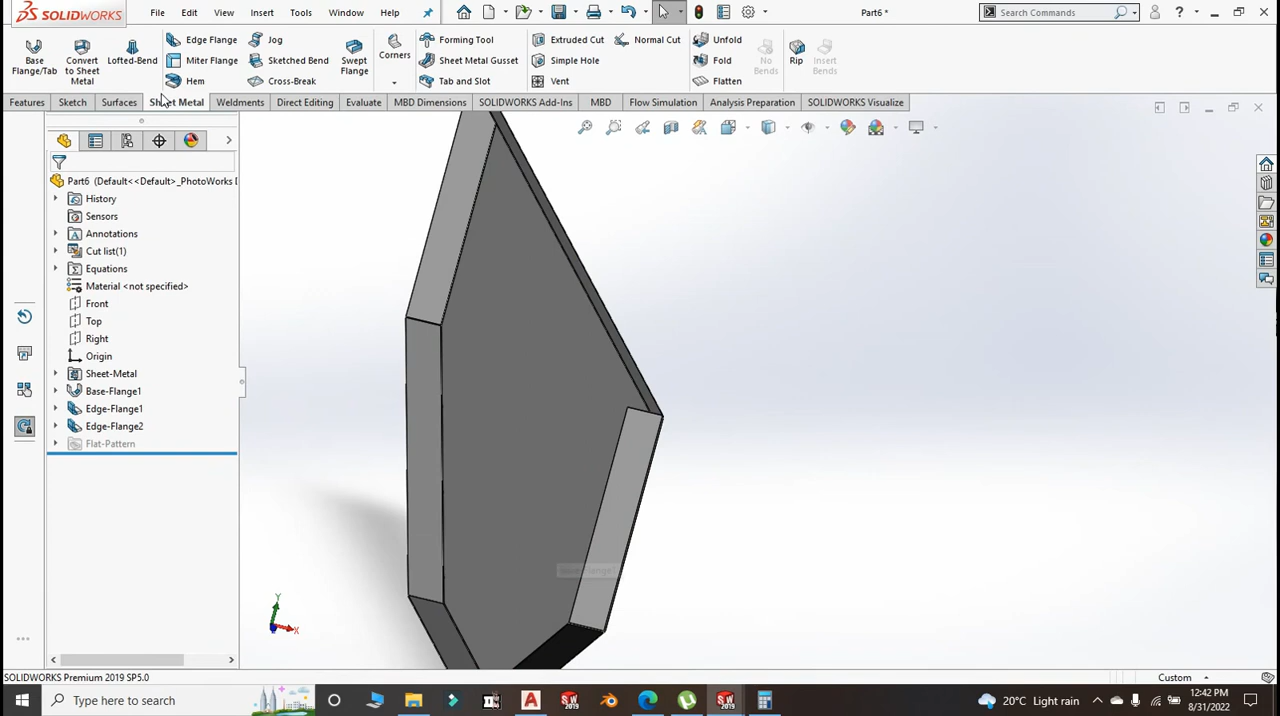 SOLIDWORKS
File
Edit
View
Insert
Tools
Window
Help
Part6 *
Search Commands
Base Flange/Tab
Convert to Sheet Metal
Lofted-Bend
Edge Flange
Miter Flange
Hem
Jog
Sketched Bend
Cross-Break
Swept Flange
Corners
Forming Tool
Sheet Metal Gusset
Tab and Slot
Extruded Cut
Simple Hole
Vent
Normal Cut
Unfold
Fold
Flatten
No Bends
Rip
Insert Bends
Features
Sketch
Surfaces
Sheet Metal
Weldments
Direct Editing
Evaluate
MBD Dimensions
SOLIDWORKS Add-Ins
MBD
Flow Simulation
Analysis Preparation
SOLIDWORKS Visualize
Part6 (Default<<Default>_PhotoWorks
History
Sensors
Annotations
Cut list(1)
Equations
Material <not specified>
Front
Top
Right
Origin
Sheet-Metal
Base-Flange1
Edge-Flange1
Edge-Flange2
Flat-Pattern
Y
X
SOLIDWORKS Premium 2019 SP5.0
Custom
Type here to search
20°C Light rain
12:42 PM
8/31/2022